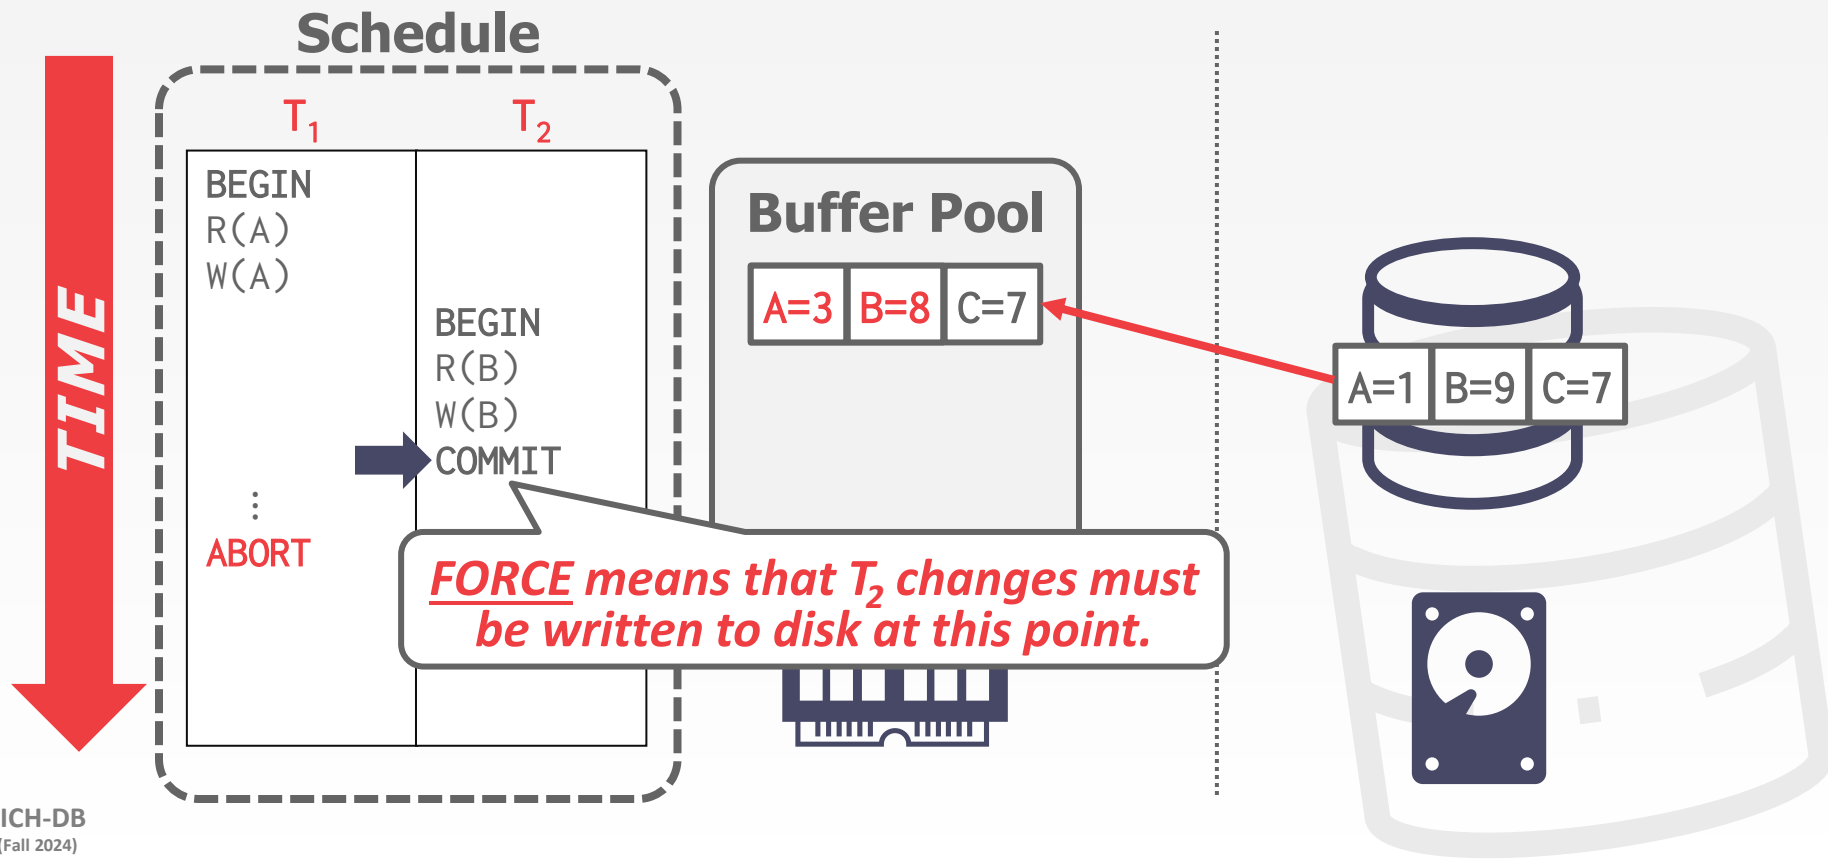 Schedule
TIME
T₁
T₂
BEGIN
R(A)
W(A)
⋮
ABORT
BEGIN
R(B)
W(B)
COMMIT
Buffer Pool
A=3 B=8 C=7
A=1 B=9 C=7
FORCE means that T₂ changes must
be written to disk at this point.
ICH-DB
(Fall 2024)